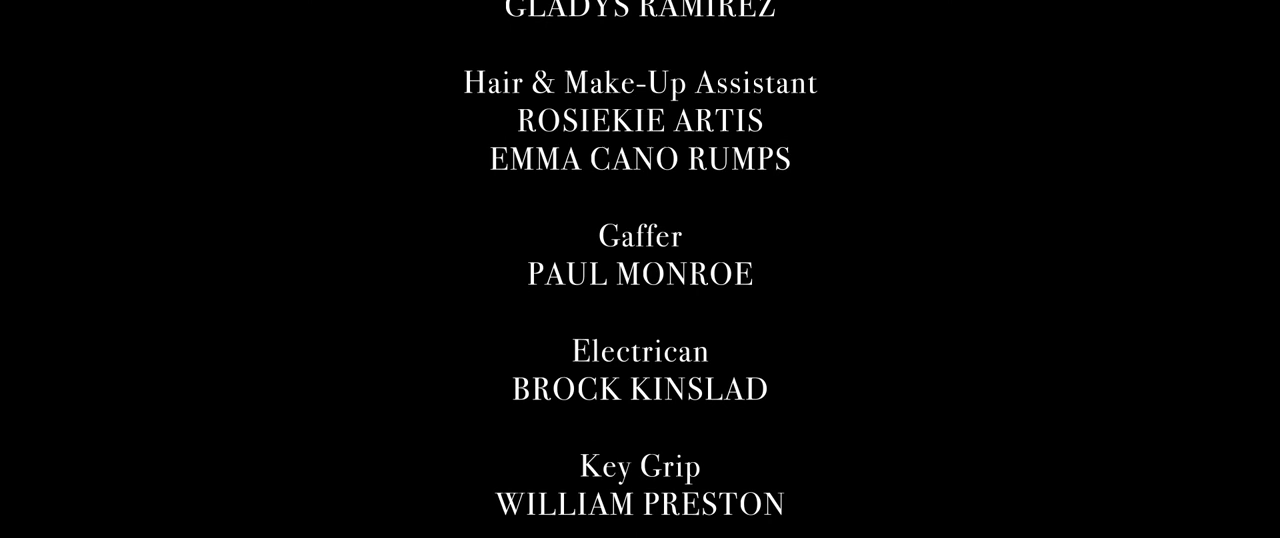 GLADYS RAMIREZ
Hair & Make-Up Assistant
ROSIEKIE ARTIS
EMMA CANO RUMPS
Gaffer
PAUL MONROE
Electrican
BROCK KINSLAD
Key Grip
WILLIAM PRESTON